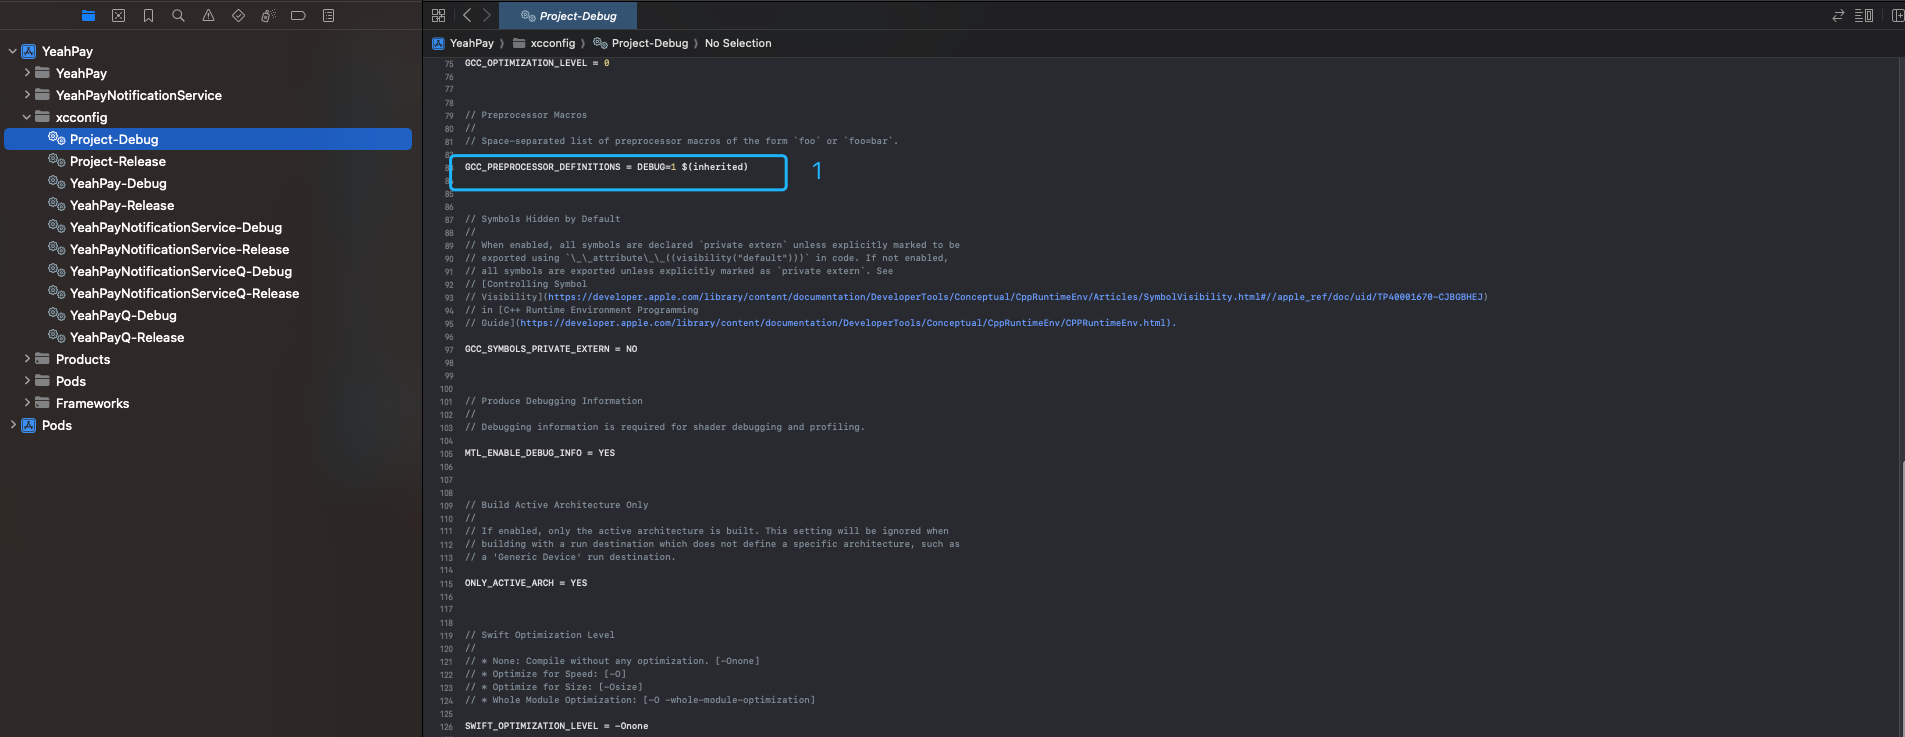 Project-Debug
YeahPay
YeahPay
YeahPayNotificationService
xcconfig
Project-Debug
Project-Release
YeahPay-Debug
YeahPay-Release
YeahPayNotificationService-Debug
YeahPayNotificationService-Release
YeahPayNotificationServiceQ-Debug
YeahPayNotificationServiceQ-Release
YeahPayQ-Debug
YeahPayQ-Release
Products
Pods
Frameworks
Pods
YeahPay 〉 xcconfig 〉 Project-Debug 〉 No Selection
75 GCC_OPTIMIZATION_LEVEL = 0
76
77
78
79 // Preprocessor Macros
80 //
81 // Space-separated list of preprocessor macros of the form `foo` or `foo=bar`.
82
83 GCC_PREPROCESSOR_DEFINITIONS = DEBUG=1 $(inherited)
1
84
85
86
87 // Symbols Hidden by Default
88 //
89 // When enabled, all symbols are declared `private extern` unless explicitly marked to be
90 // exported using `\_\_attribute\_\_((visibility("default")))` in code. If not enabled,
91 // all symbols are exported unless explicitly marked as `private extern`. See
92 // [Controlling Symbol
93 // Visibility](https://developer.apple.com/library/content/documentation/DeveloperTools/Conceptual/CppRuntimeEnv/Articles/SymbolVisibility.html#//apple_ref/doc/uid/TP40001670-CJBGBHEJ)
94 // in [C++ Runtime Environment Programming
95 // Guide](https://developer.apple.com/library/content/documentation/DeveloperTools/Conceptual/CppRuntimeEnv/CPPRuntimeEnv.html).
96
97 GCC_SYMBOLS_PRIVATE_EXTERN = NO
98
99
100
101 // Produce Debugging Information
102 //
103 // Debugging information is required for shader debugging and profiling.
104
105 MTL_ENABLE_DEBUG_INFO = YES
106
107
108
109 // Build Active Architecture Only
110 //
111 // If enabled, only the active architecture is built. This setting will be ignored when
112 // building with a run destination which does not define a specific architecture, such as
113 // a 'Generic Device' run destination.
114
115 ONLY_ACTIVE_ARCH = YES
116
117
118
119 // Swift Optimization Level
120 //
121 // * None: Compile without any optimization. [-Onone]
122 // * Optimize for Speed: [-O]
123 // * Optimize for Size: [-Osize]
124 // * Whole Module Optimization: [-O -whole-module-optimization]
125
126 SWIFT_OPTIMIZATION_LEVEL = -Onone